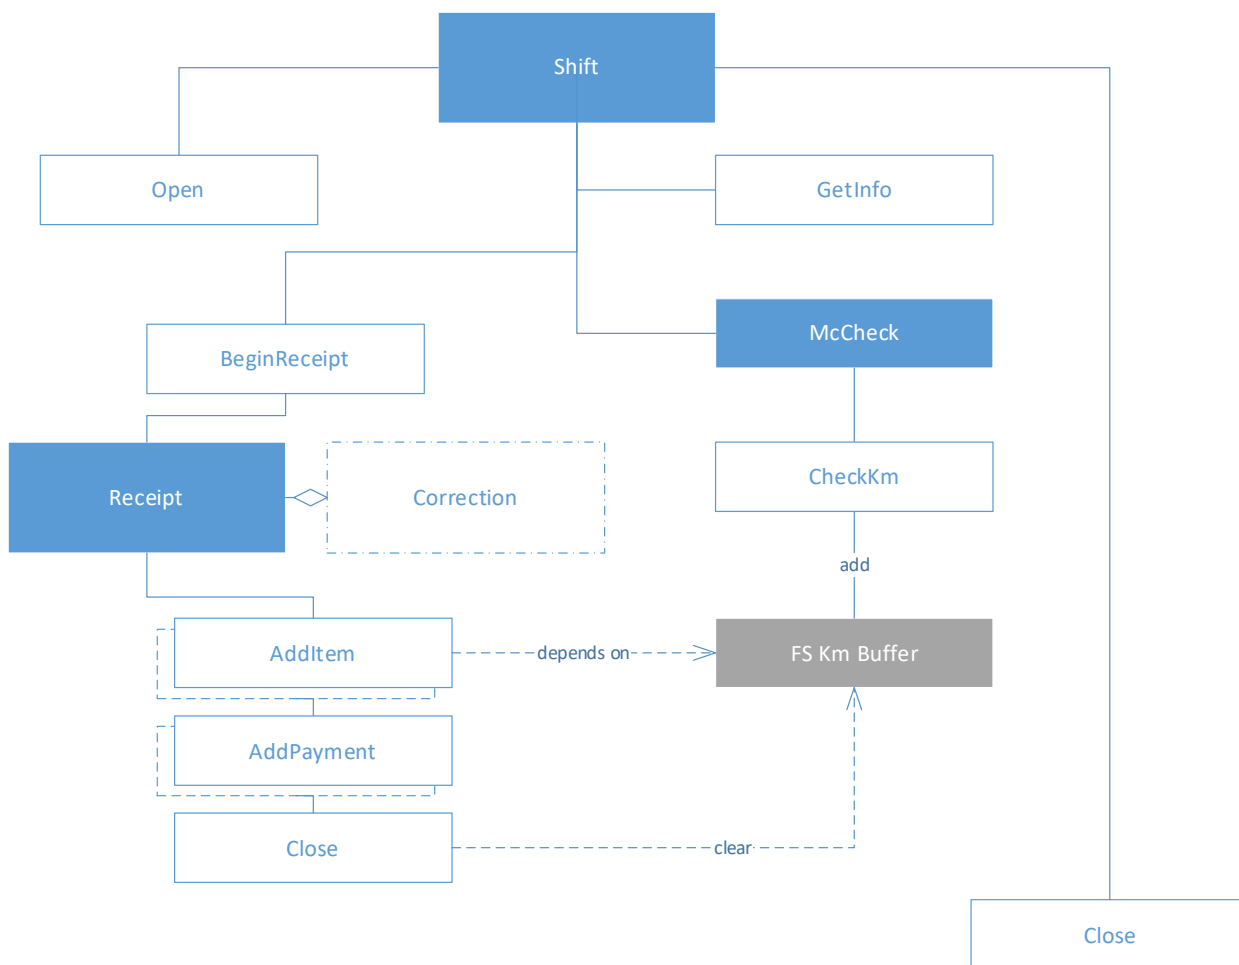 Shift
Open
GetInfo
McCheck
BeginReceipt
Receipt
Correction
CheckKm
add
AddItem
depends on
FS Km Buffer
AddPayment
Close
clear
Close